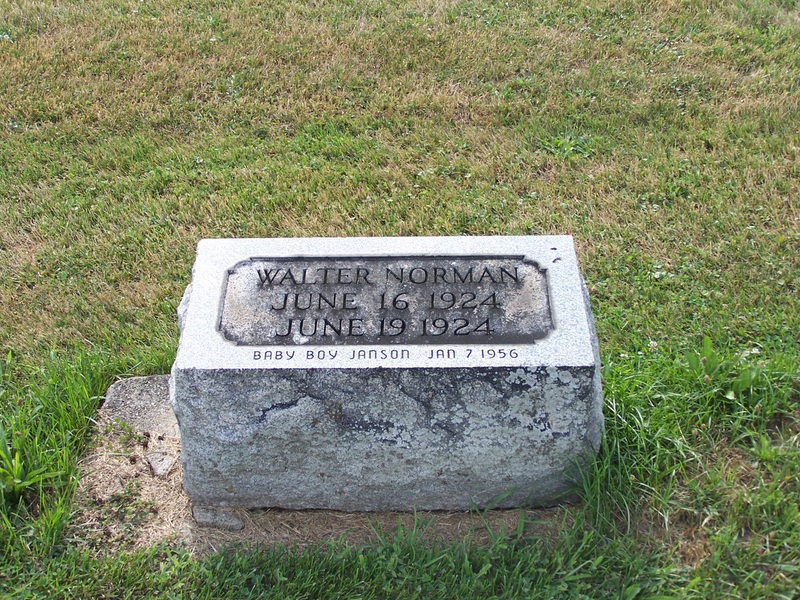 WALTER NORMAN
JUNE 16 1924
JUNE 19 1924
BABY BOY JANSON JAN 7 1956